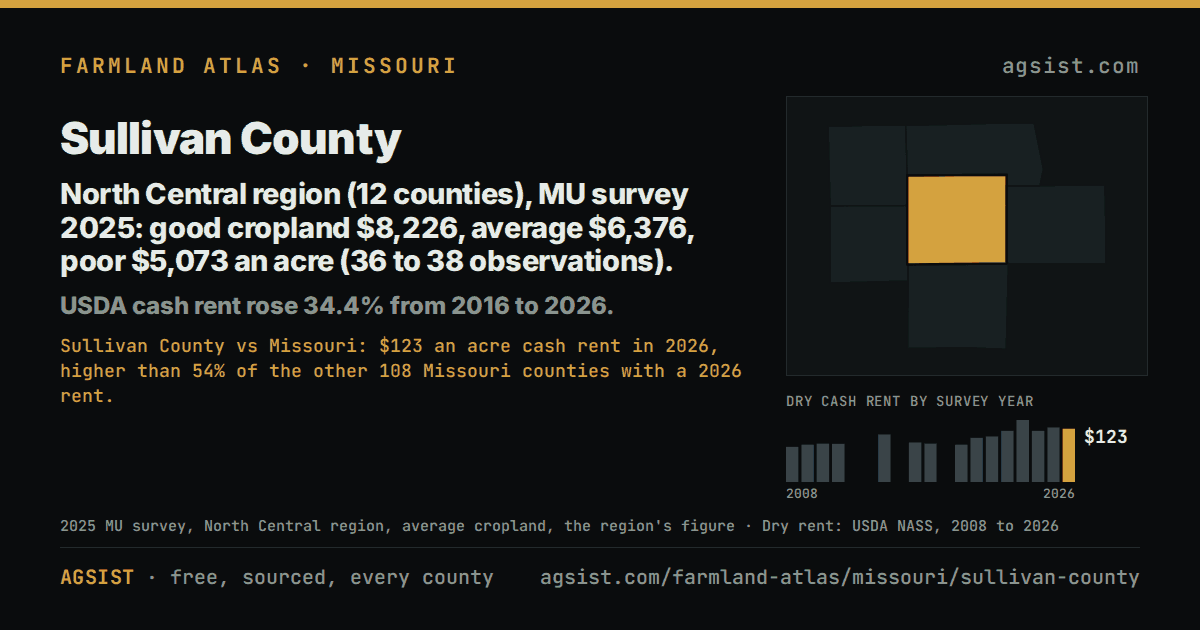 FARMLAND ATLAS · MISSOURI
agsist.com
Sullivan County
North Central region (12 counties), MU survey
2025: good cropland $8,226, average $6,376,
poor $5,073 an acre (36 to 38 observations).
USDA cash rent rose 34.4% from 2016 to 2026.
Sullivan County vs Missouri: $123 an acre cash rent in 2026,
higher than 54% of the other 108 Missouri counties with a 2026
rent.
DRY CASH RENT BY SURVEY YEAR
$123
2008 2026
2025 MU survey, North Central region, average cropland, the region's figure · Dry rent: USDA NASS, 2008 to 2026
AGSIST · free, sourced, every county
agsist.com/farmland-atlas/missouri/sullivan-county